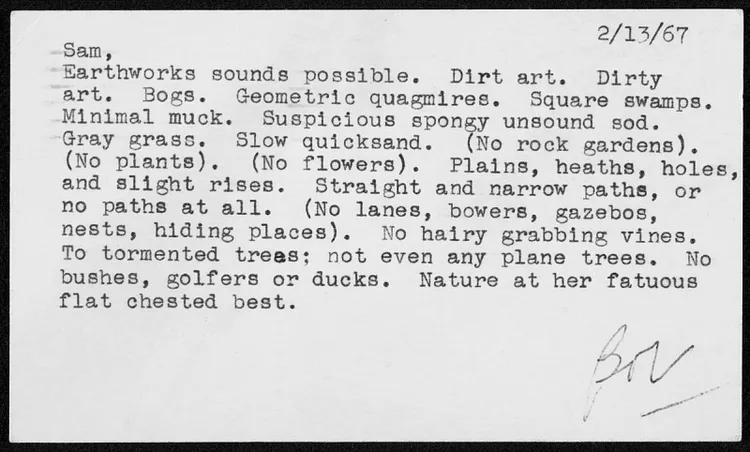 2/13/67
Sam,
Earthworks sounds possible. Dirt art. Dirty
art. Bogs. Geometric quagmires. Square swamps.
Minimal muck. Suspicious spongy unsound sod.
Gray grass. Slow quicksand. (No rock gardens).
(No plants). (No flowers). Plains, heaths, holes,
and slight rises. Straight and narrow paths, or
no paths at all. (No lanes, bowers, gazebos,
nests, hiding places). No hairy grabbing vines.
To tormented trees; not even any plane trees. No
bushes, golfers or ducks. Nature at her fatuous
flat chested best.
Bov